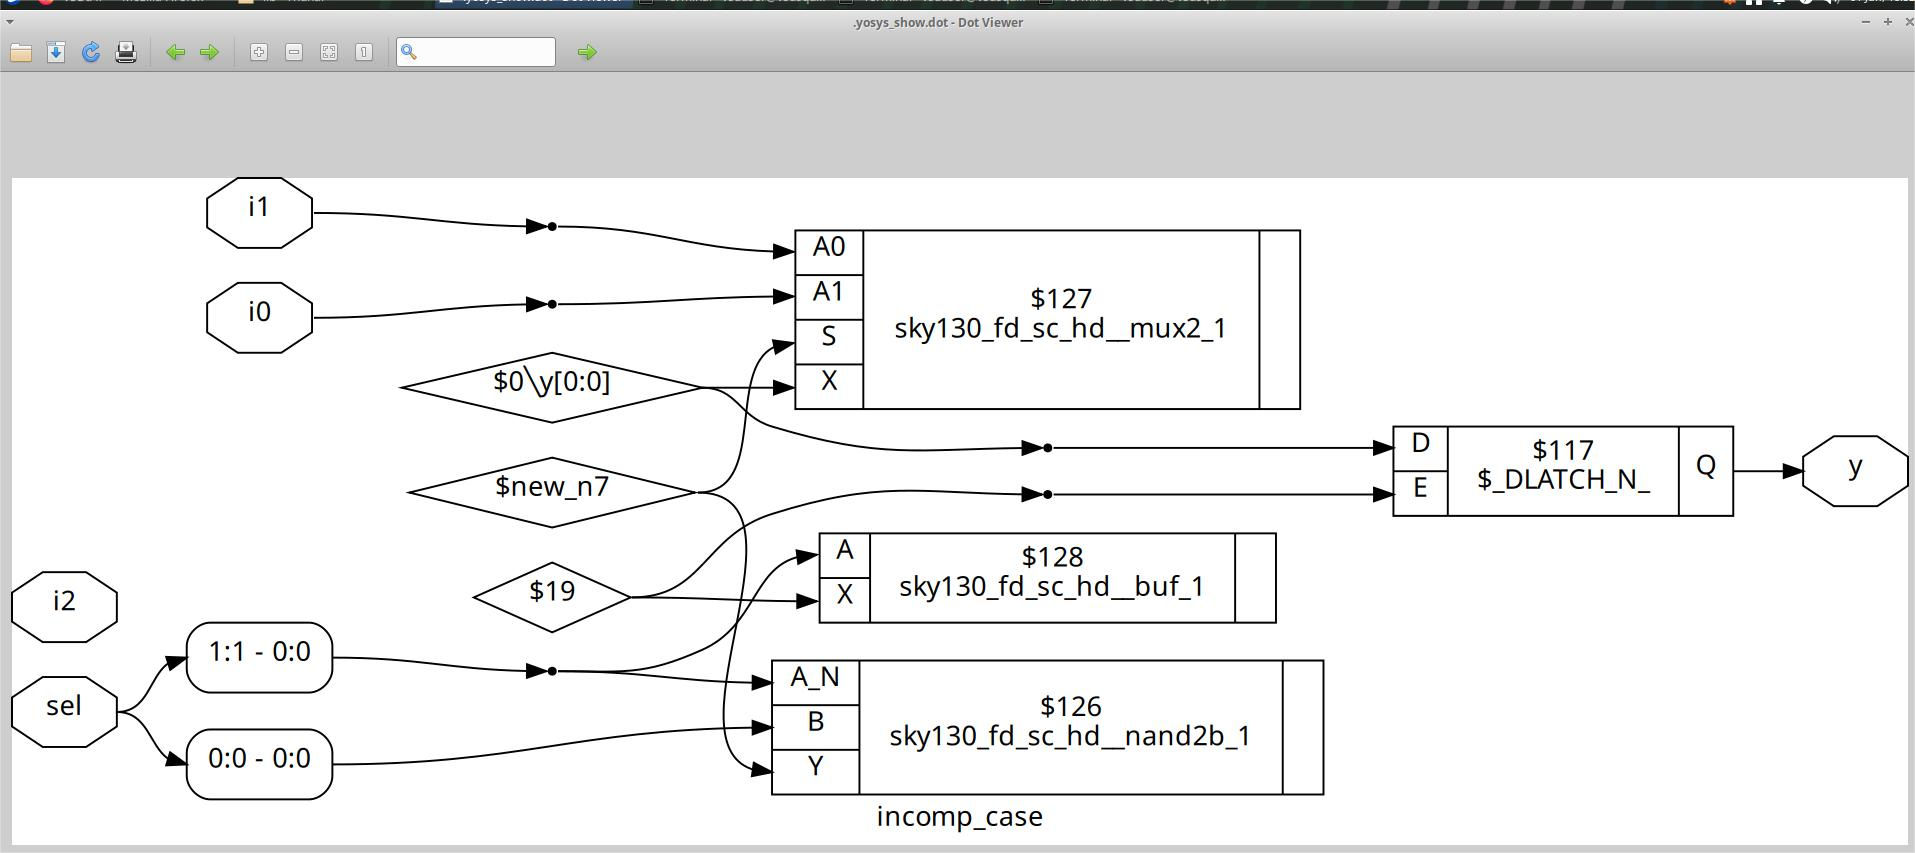 .yosys_show.dot - Dot Viewer
1
i1
i0
$0\y[0:0]
$new_n7
$19
i2
sel
1:1 - 0:0
0:0 - 0:0
A0
A1
S
X
$127
sky130_fd_sc_hd__mux2_1
A
X
$128
sky130_fd_sc_hd__buf_1
A_N
B
Y
$126
sky130_fd_sc_hd__nand2b_1
D
E
$117
$_DLATCH_N_
Q
y
incomp_case